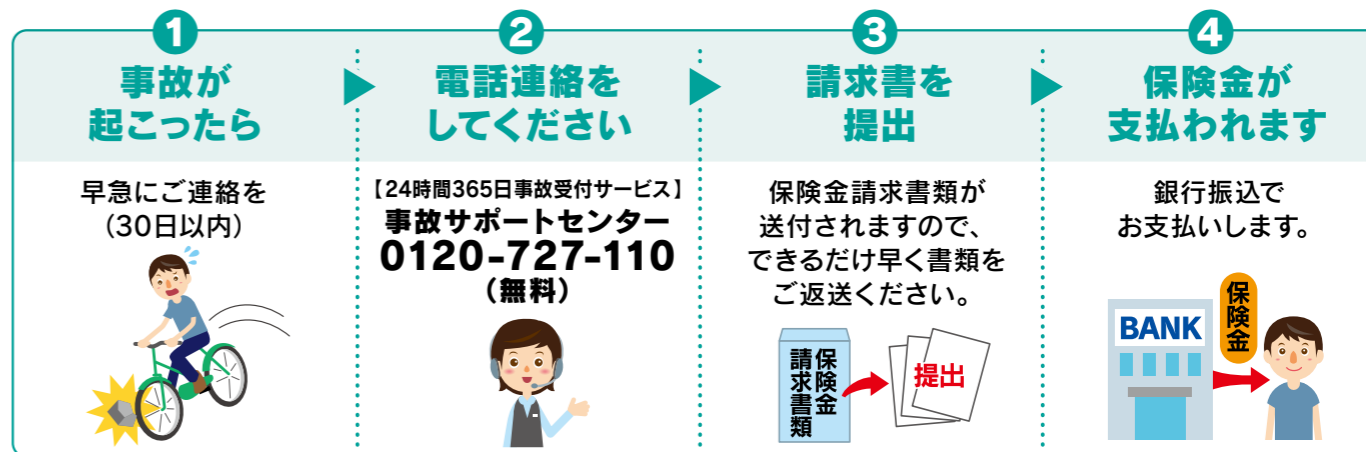 1
事故が
起こったら
早急にご連絡を
（30日以内）
2
電話連絡を
してください
【24時間365日事故受付サービス】
事故サポートセンター
0120-727-110
（無料）
3
請求書を
提出
保険金請求書類が
送付されますので、
できるだけ早く書類を
ご返送ください。
保険金
請求書類
提出
4
保険金が
支払われます
銀行振込で
お支払いします。
BANK
保険金